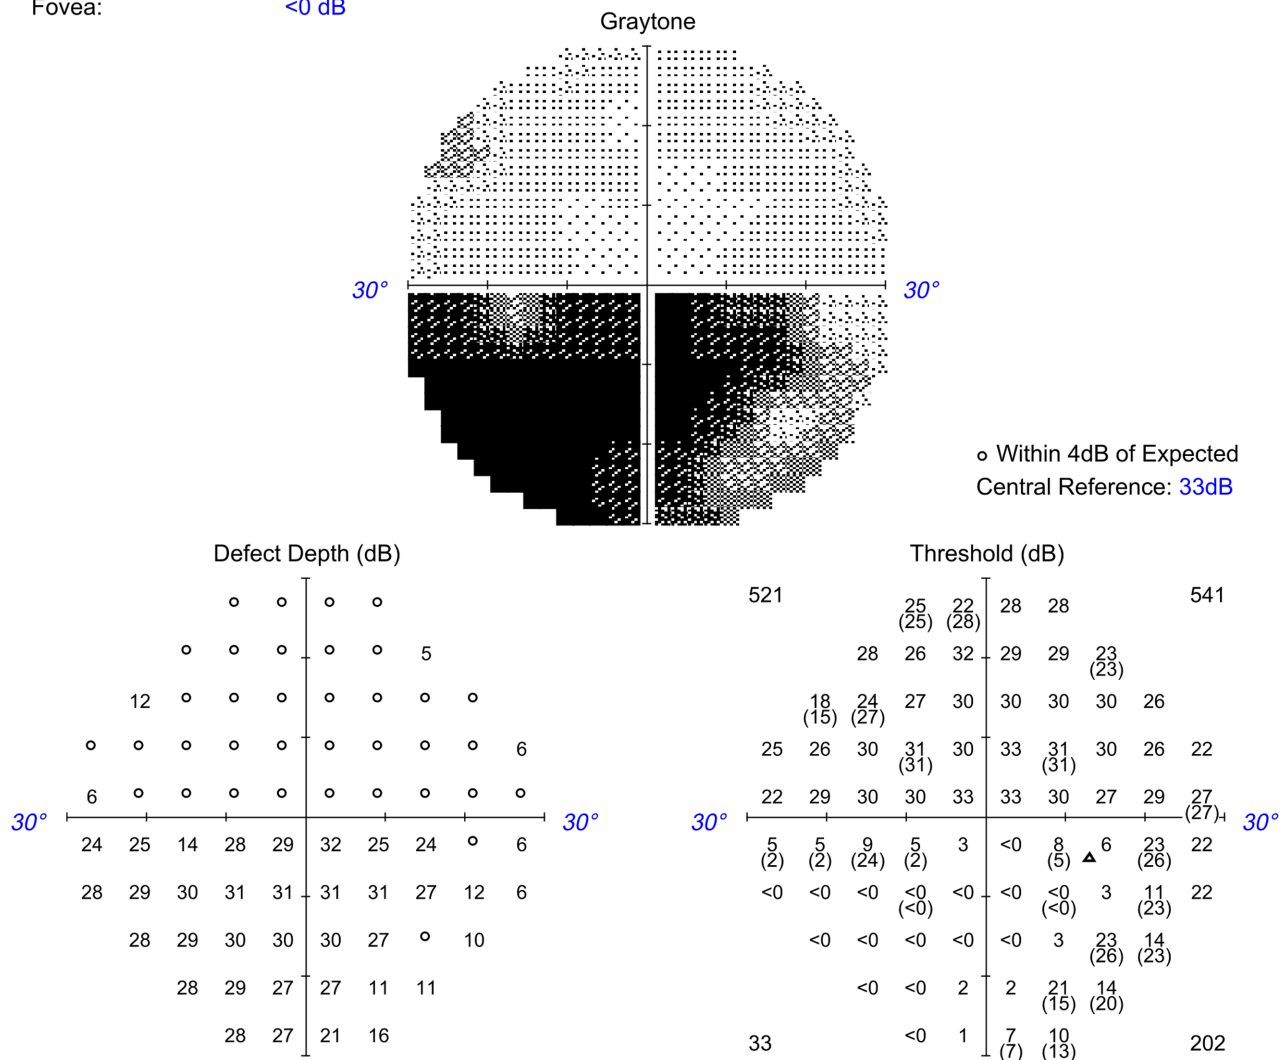 Fovea: <0 dB
Graytone
30° 30°
○ Within 4dB of Expected
Central Reference: 33dB
Defect Depth (dB)
5
12
6
6
30° 30°
24 25 14 28 29 32 25 24 6
28 29 30 31 31 31 31 27 12 6
28 29 30 30 30 27 10
28 29 27 27 11 11
28 27 21 16
Threshold (dB)
521 541
25 22 28 28
(25) (28)
28 26 32 29 29 23
(23)
18 24 27 30 30 30 30 26
(15) (27)
25 26 30 31 30 33 31 30 26 22
(31) (31)
22 29 30 30 33 33 30 27 29 27
(27)
30° 30°
5 5 9 5 3 <0 8 6 23 22
(2) (2) (24) (2) (5) (26)
<0 <0 <0 <0 <0 <0 <0 3 11 22
(<0) (<0) (23)
<0 <0 <0 <0 <0 3 23 14
(26) (23)
<0 <0 2 2 21 14
(15) (20)
<0 1 7 10
(7) (13)
33 202